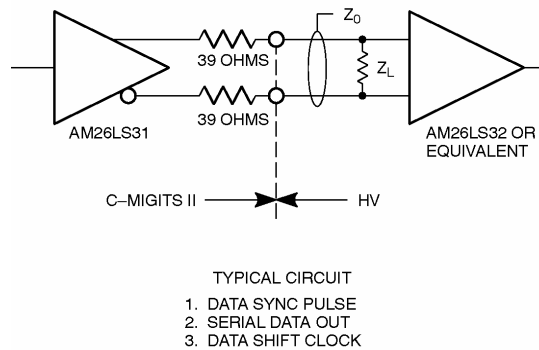 Z0
39 OHMS
ZL
39 OHMS
AM26LS31
AM26LS32 OR
EQUIVALENT
C–MIGITS II
HV
TYPICAL CIRCUIT
1. DATA SYNC PULSE
2. SERIAL DATA OUT
3. DATA SHIFT CLOCK